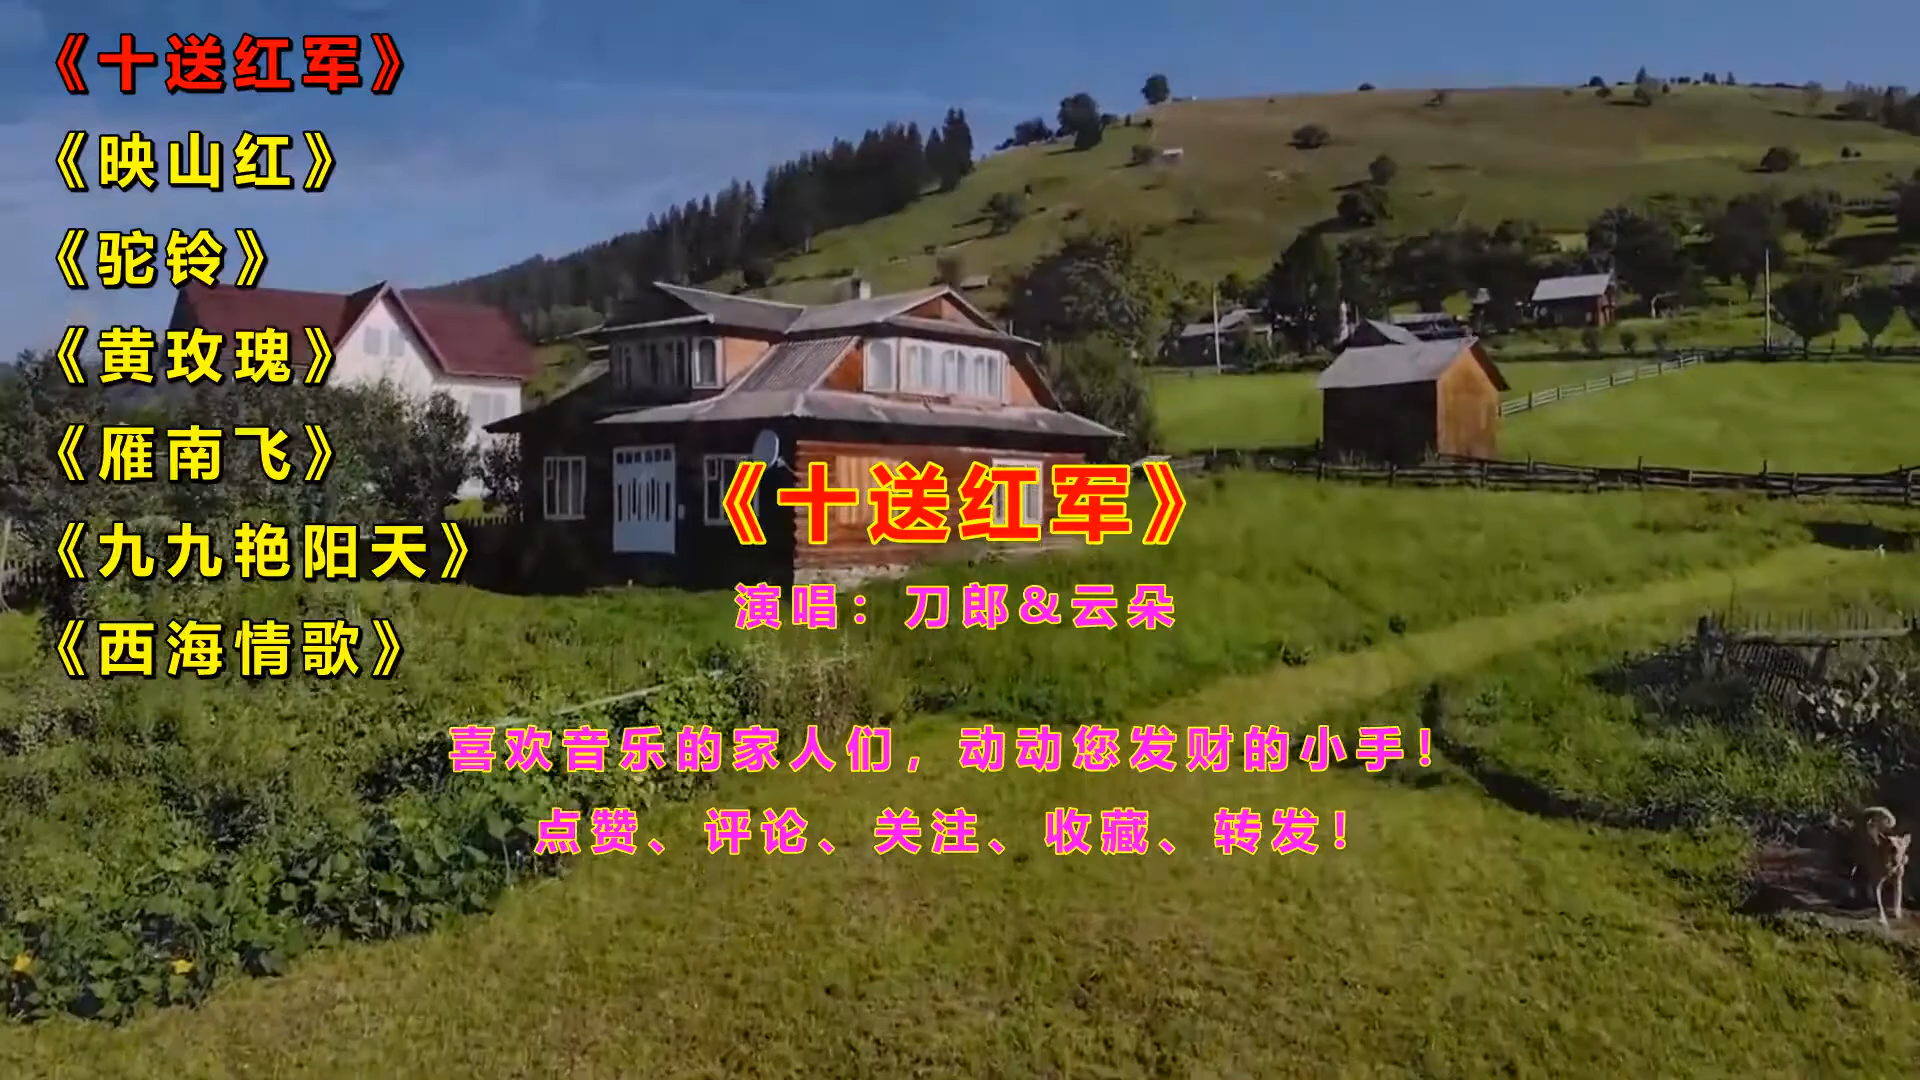 《十送红军》
《映山红》
《驼铃》
《黄玫瑰》
《雁南飞》
《九九艳阳天》
《西海情歌》
《十送红军》
演唱：刀郎&云朵
喜欢音乐的家人们，动动您发财的小手！
点赞、评论、关注、收藏、转发！